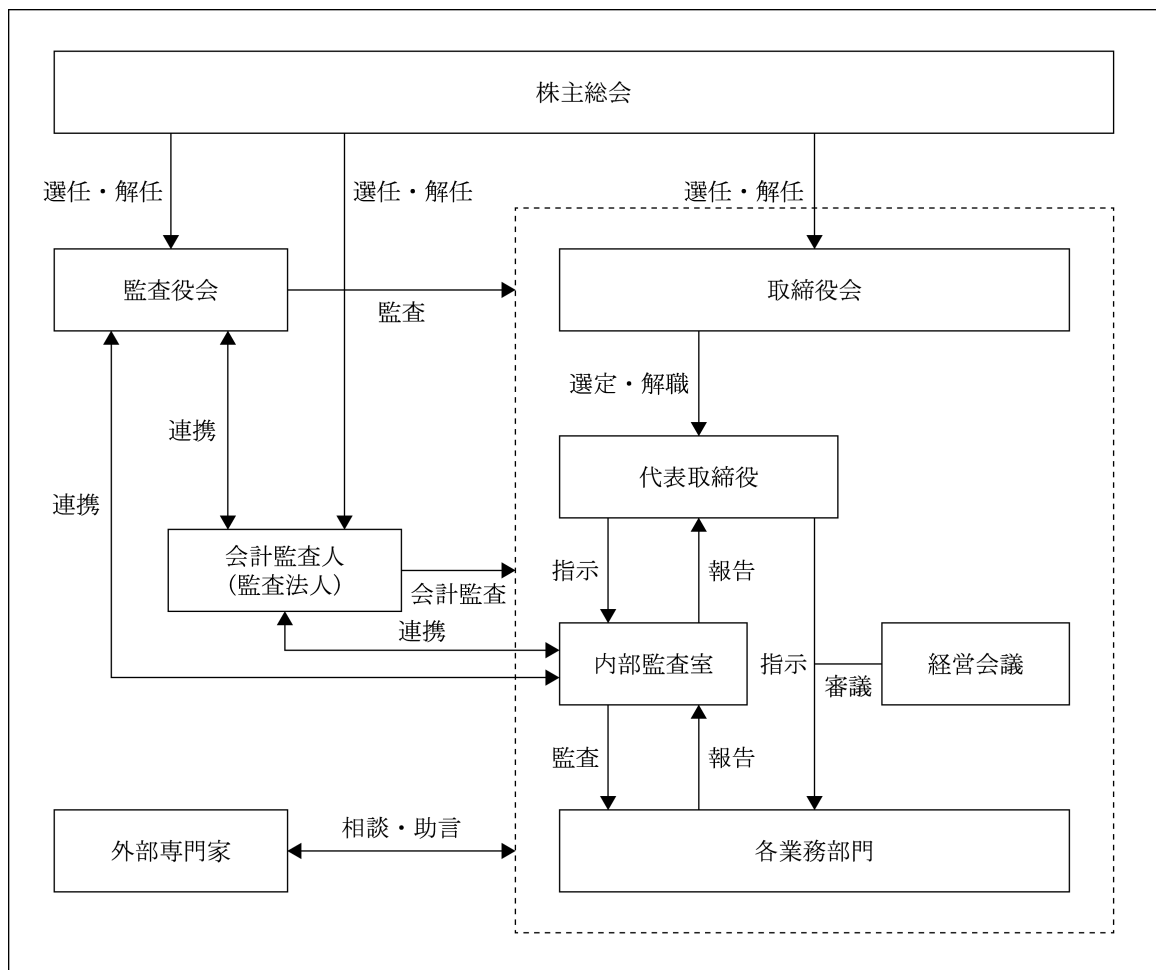 株主総会
選任・解任
選任・解任
選任・解任
監査役会
監査
取締役会
選定・解職
連携
代表取締役
連携
会計監査人
(監査法人)
会計監査
指示
報告
連携
内部監査室
指示
審議
経営会議
監査
報告
外部専門家
相談・助言
各業務部門